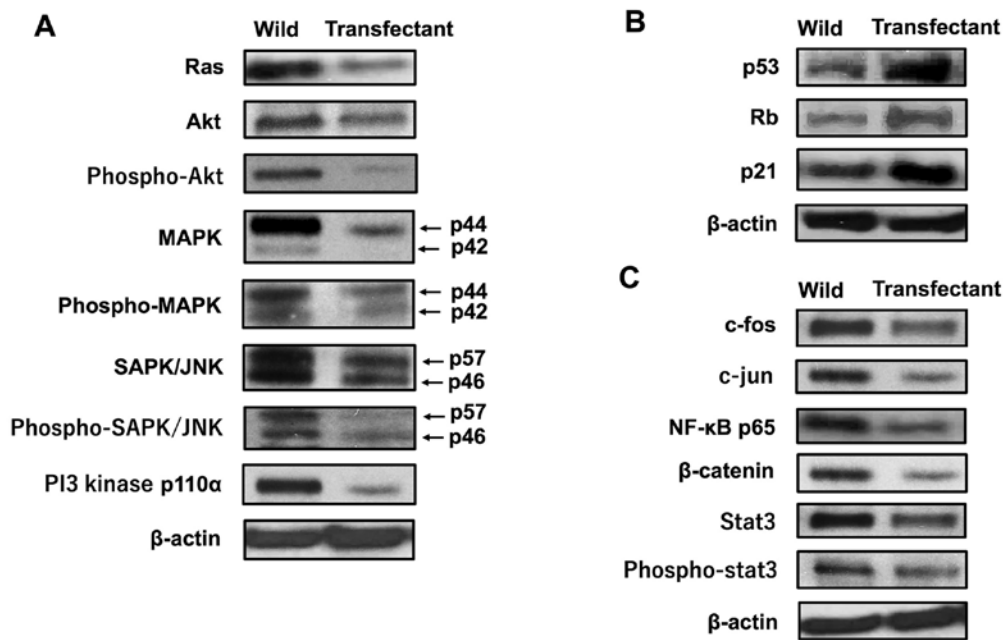 A
Wild Transfectant
Ras
Akt
Phospho-Akt
MAPK
← p44
← p42
Phospho-MAPK
← p44
← p42
SAPK/JNK
← p57
← p46
Phospho-SAPK/JNK
← p57
← p46
PI3 kinase p110α
β-actin
B
Wild Transfectant
p53
Rb
p21
β-actin
C
Wild Transfectant
c-fos
c-jun
NF-κB p65
β-catenin
Stat3
Phospho-stat3
β-actin